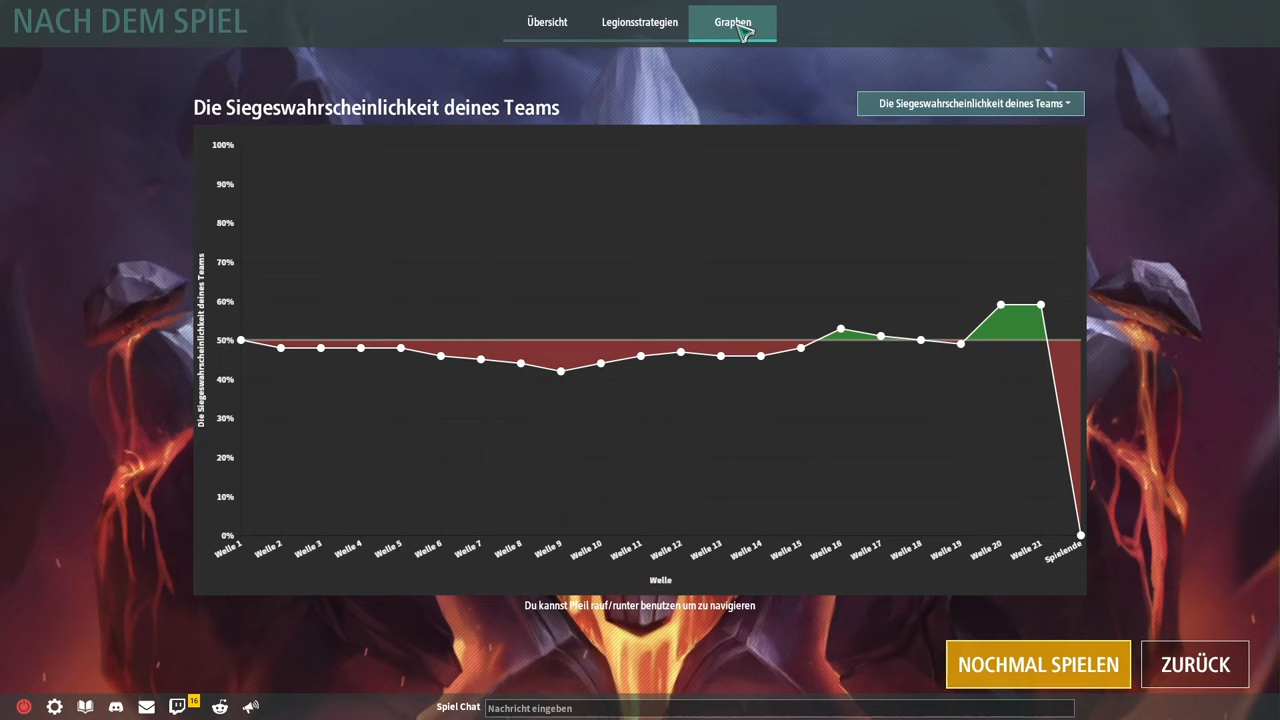 NACH DEM SPIEL
Übersicht
Legionsstrategien
Graphen
Die Siegeswahrscheinlichkeit deines Teams
Die Siegeswahrscheinlichkeit deines Teams
100%
90%
80%
70%
60%
50%
40%
30%
20%
10%
0%
Die Siegeswahrscheinlichkeit deines Teams
Welle 1
Welle 2
Welle 3
Welle 4
Welle 5
Welle 6
Welle 7
Welle 8
Welle 9
Welle 10
Welle 11
Welle 12
Welle 13
Welle 14
Welle 15
Welle 16
Welle 17
Welle 18
Welle 19
Welle 20
Welle 21
Spielende
Welle
Du kannst Pfeil rauf/runter benutzen um zu navigieren
NOCHMAL SPIELEN
ZURÜCK
16
Spiel Chat
Nachricht eingeben